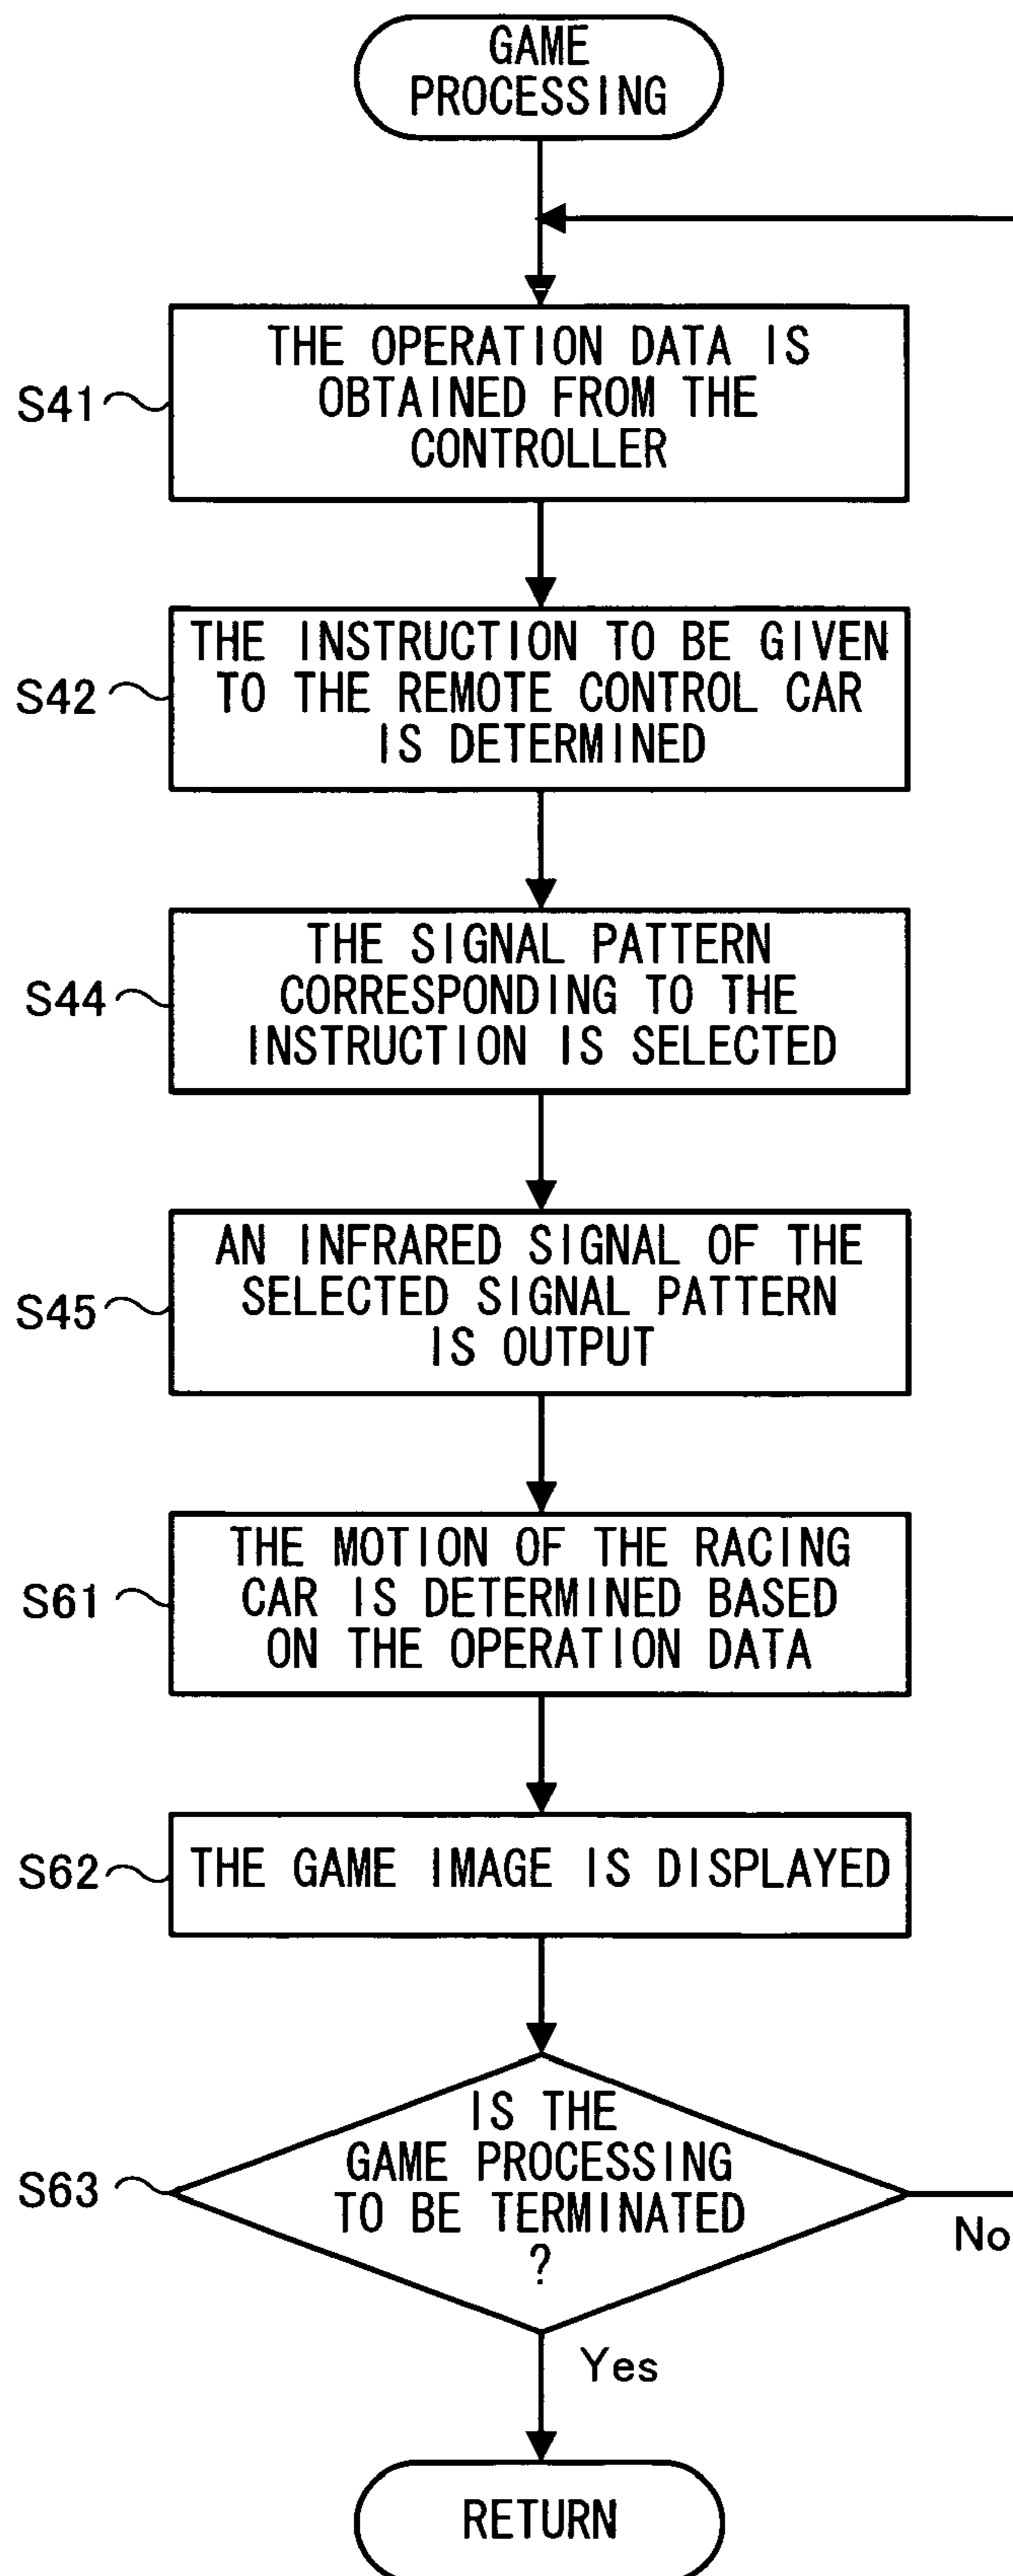 GAME
PROCESSING
S41
THE OPERATION DATA IS
OBTAINED FROM THE
CONTROLLER
S42
THE INSTRUCTION TO BE GIVEN
TO THE REMOTE CONTROL CAR
IS DETERMINED
S44
THE SIGNAL PATTERN
CORRESPONDING TO THE
INSTRUCTION IS SELECTED
S45
AN INFRARED SIGNAL OF THE
SELECTED SIGNAL PATTERN
IS OUTPUT
S61
THE MOTION OF THE RACING
CAR IS DETERMINED BASED
ON THE OPERATION DATA
S62
THE GAME IMAGE IS DISPLAYED
S63
IS THE
GAME PROCESSING
TO BE TERMINATED
?
No
Yes
RETURN